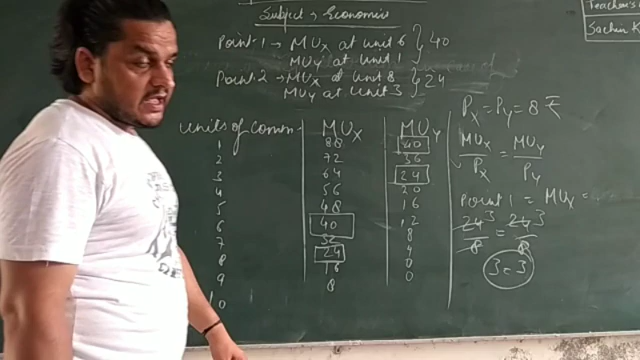 Subject → Economic
Teacher's
Sachin K
Point-1 → MUx at unit 6 } 40
MUy at unit 1
Point-2 → MUx at unit 8 } 24
MUy at unit 3
Px = Py = 8 ₹
Units of comm MUx MUy
1 88 40
2 72 36
3 64 24
4 56 20
5 48 16
6 40 12
7 32 8
8 24 4
9 16 0
10 8 0
MUx/Px = MUy/Py
Point 1 = MUx =
24 3 / 8 = 24 3 / 8
3 = 3